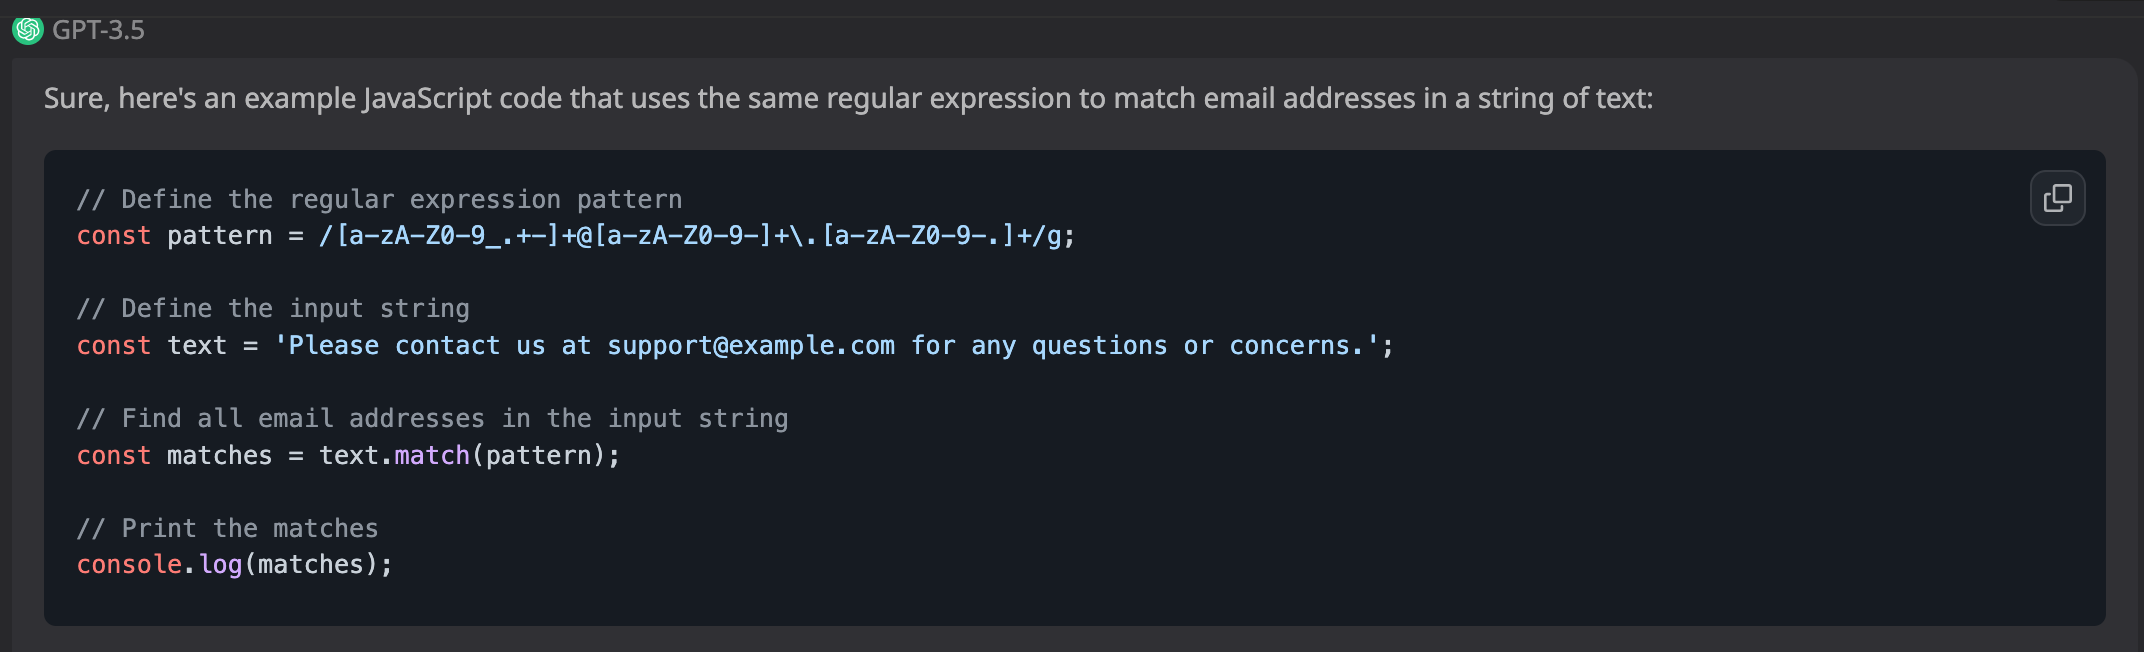 GPT-3.5
Sure, here's an example JavaScript code that uses the same regular expression to match email addresses in a string of text:
// Define the regular expression pattern
const pattern = /[a-zA-Z0-9_.+-]+@[a-zA-Z0-9-]+\.[a-zA-Z0-9-.]+/g;
// Define the input string
const text = 'Please contact us at support@example.com for any questions or concerns.';
// Find all email addresses in the input string
const matches = text.match(pattern);
// Print the matches
console.log(matches);